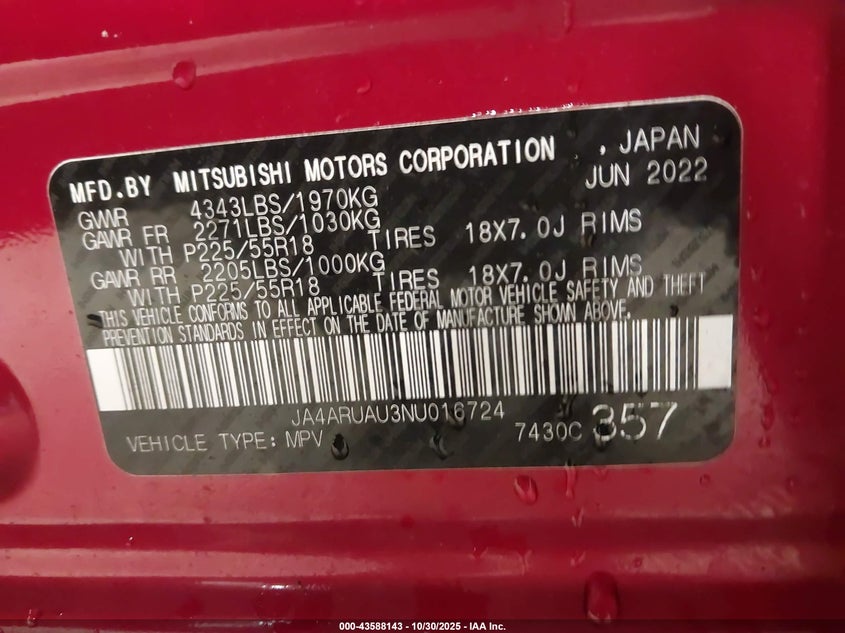 MFD.BY MITSUBISHI MOTORS CORPORATION , JAPAN
JUN 2022
GVWR 4343LBS/1970KG
GAWR FR 2271LBS/1030KG
WITH P225/55R18 TIRES 18X7.0J RIMS
GAWR RR 2205LBS/1000KG
WITH P225/55R18 TIRES 18X7.0J RIMS
THIS VEHICLE CONFORMS TO ALL APPLICABLE FEDERAL MOTOR VEHICLE SAFETY AND THEFT
PREVENTION STANDARDS IN EFFECT ON THE DATE OF MANUFACTURE SHOWN ABOVE.
JA4ARUAU3NU016724
VEHICLE TYPE: MPV 7430C 357
000-43588143 - 10/30/2025 - IAA Inc.